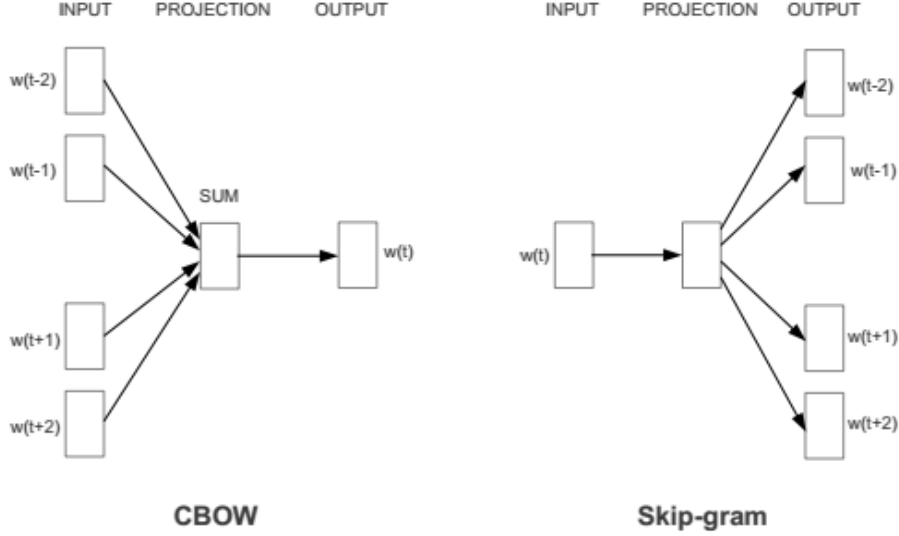 INPUT PROJECTION OUTPUT
INPUT PROJECTION OUTPUT
w(t-2)
w(t-1)
SUM
w(t)
w(t+1)
w(t+2)
w(t-2)
w(t-1)
w(t)
w(t+1)
w(t+2)
CBOW
Skip-gram